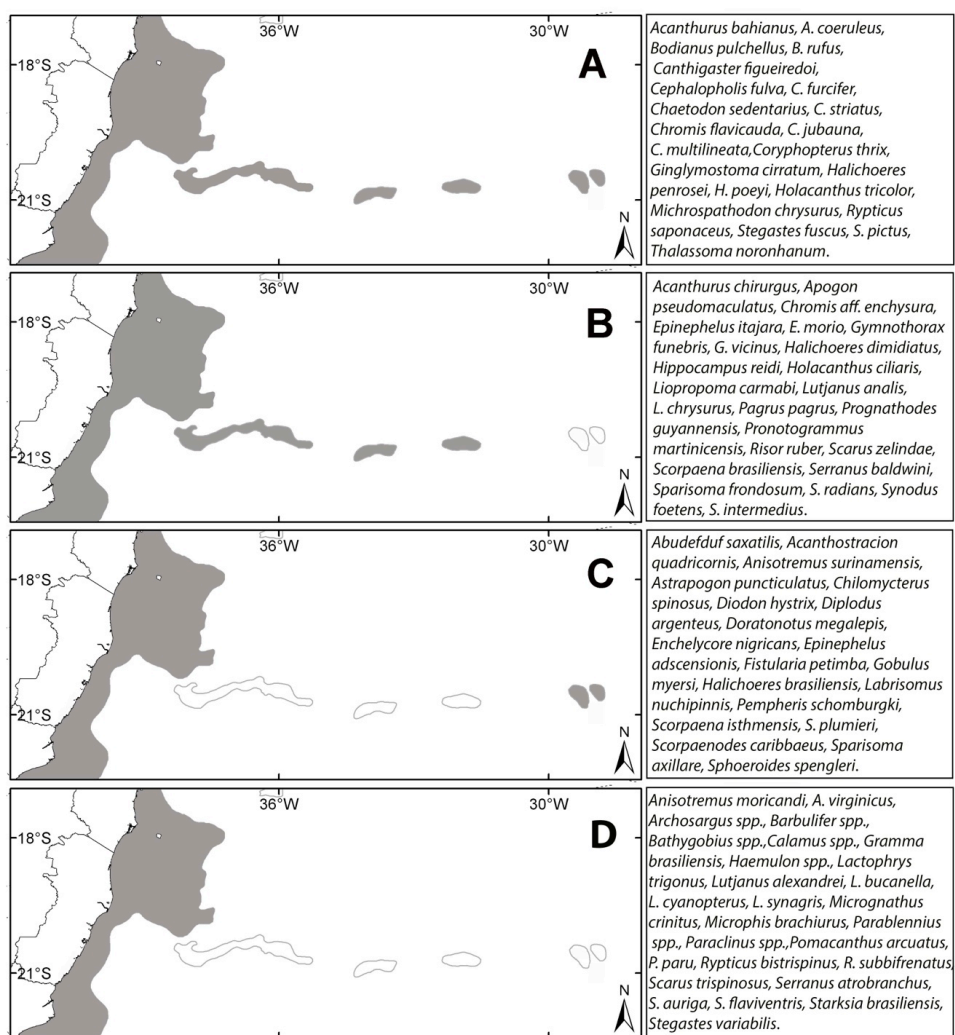 36°W
30°W
18°S
21°S
A
N
Acanthurus bahianus, A. coeruleus,
Bodianus pulchellus, B. rufus,
Canthigaster figueiredoi,
Cephalopholis fulva, C. furcifer,
Chaetodon sedentarius, C. striatus,
Chromis flavicauda, C. jubauna,
C. multilineata,Coryphopterus thrix,
Ginglymostoma cirratum, Halichoeres
penrosei, H. poeyi, Holacanthus tricolor,
Michrospathodon chrysurus, Rypticus
saponaceus, Stegastes fuscus, S. pictus,
Thalassoma noronhanum.
36°W
30°W
18°S
21°S
B
N
Acanthurus chirurgus, Apogon
pseudomaculatus, Chromis aff. enchysura,
Epinephelus itajara, E. morio, Gymnothorax
funebris, G. vicinus, Halichoeres dimidiatus,
Hippocampus reidi, Holacanthus ciliaris,
Liopropoma carmabi, Lutjanus analis,
L. chrysurus, Pagrus pagrus, Prognathodes
guyannensis, Pronotogrammus
martinicensis, Risor ruber, Scarus zelindae,
Scorpaena brasiliensis, Serranus baldwini,
Sparisoma frondosum, S. radians, Synodus
foetens, S. intermedius.
36°W
30°W
18°S
21°S
C
N
Abudefduf saxatilis, Acanthostracion
quadricornis, Anisotremus surinamensis,
Astrapogon puncticulatus, Chilomycterus
spinosus, Diodon hystrix, Diplodus
argenteus, Doratonotus megalepis,
Enchelycore nigricans, Epinephelus
adscensionis, Fistularia petimba, Gobulus
myersi, Halichoeres brasiliensis, Labrisomus
nuchipinnis, Pempheris schomburgki,
Scorpaena isthmensis, S. plumieri,
Scorpaenodes caribbaeus, Sparisoma
axillare, Sphoeroides spengleri.
36°W
30°W
18°S
21°S
D
N
Anisotremus moricandi, A. virginicus,
Archosargus spp., Barbulifer spp.,
Bathygobius spp.,Calamus spp., Gramma
brasiliensis, Haemulon spp., Lactophrys
trigonus, Lutjanus alexandrei, L. bucanella,
L. cyanopterus, L. synagris, Micrognathus
crinitus, Microphis brachiurus, Parablennius
spp., Paraclinus spp.,Pomacanthus arcuatus,
P. paru, Rypticus bistrispinus, R. subbifrenatus,
Scarus trispinosus, Serranus atrobranchus,
S. auriga, S. flaviventris, Starksia brasiliensis,
Stegastes variabilis.